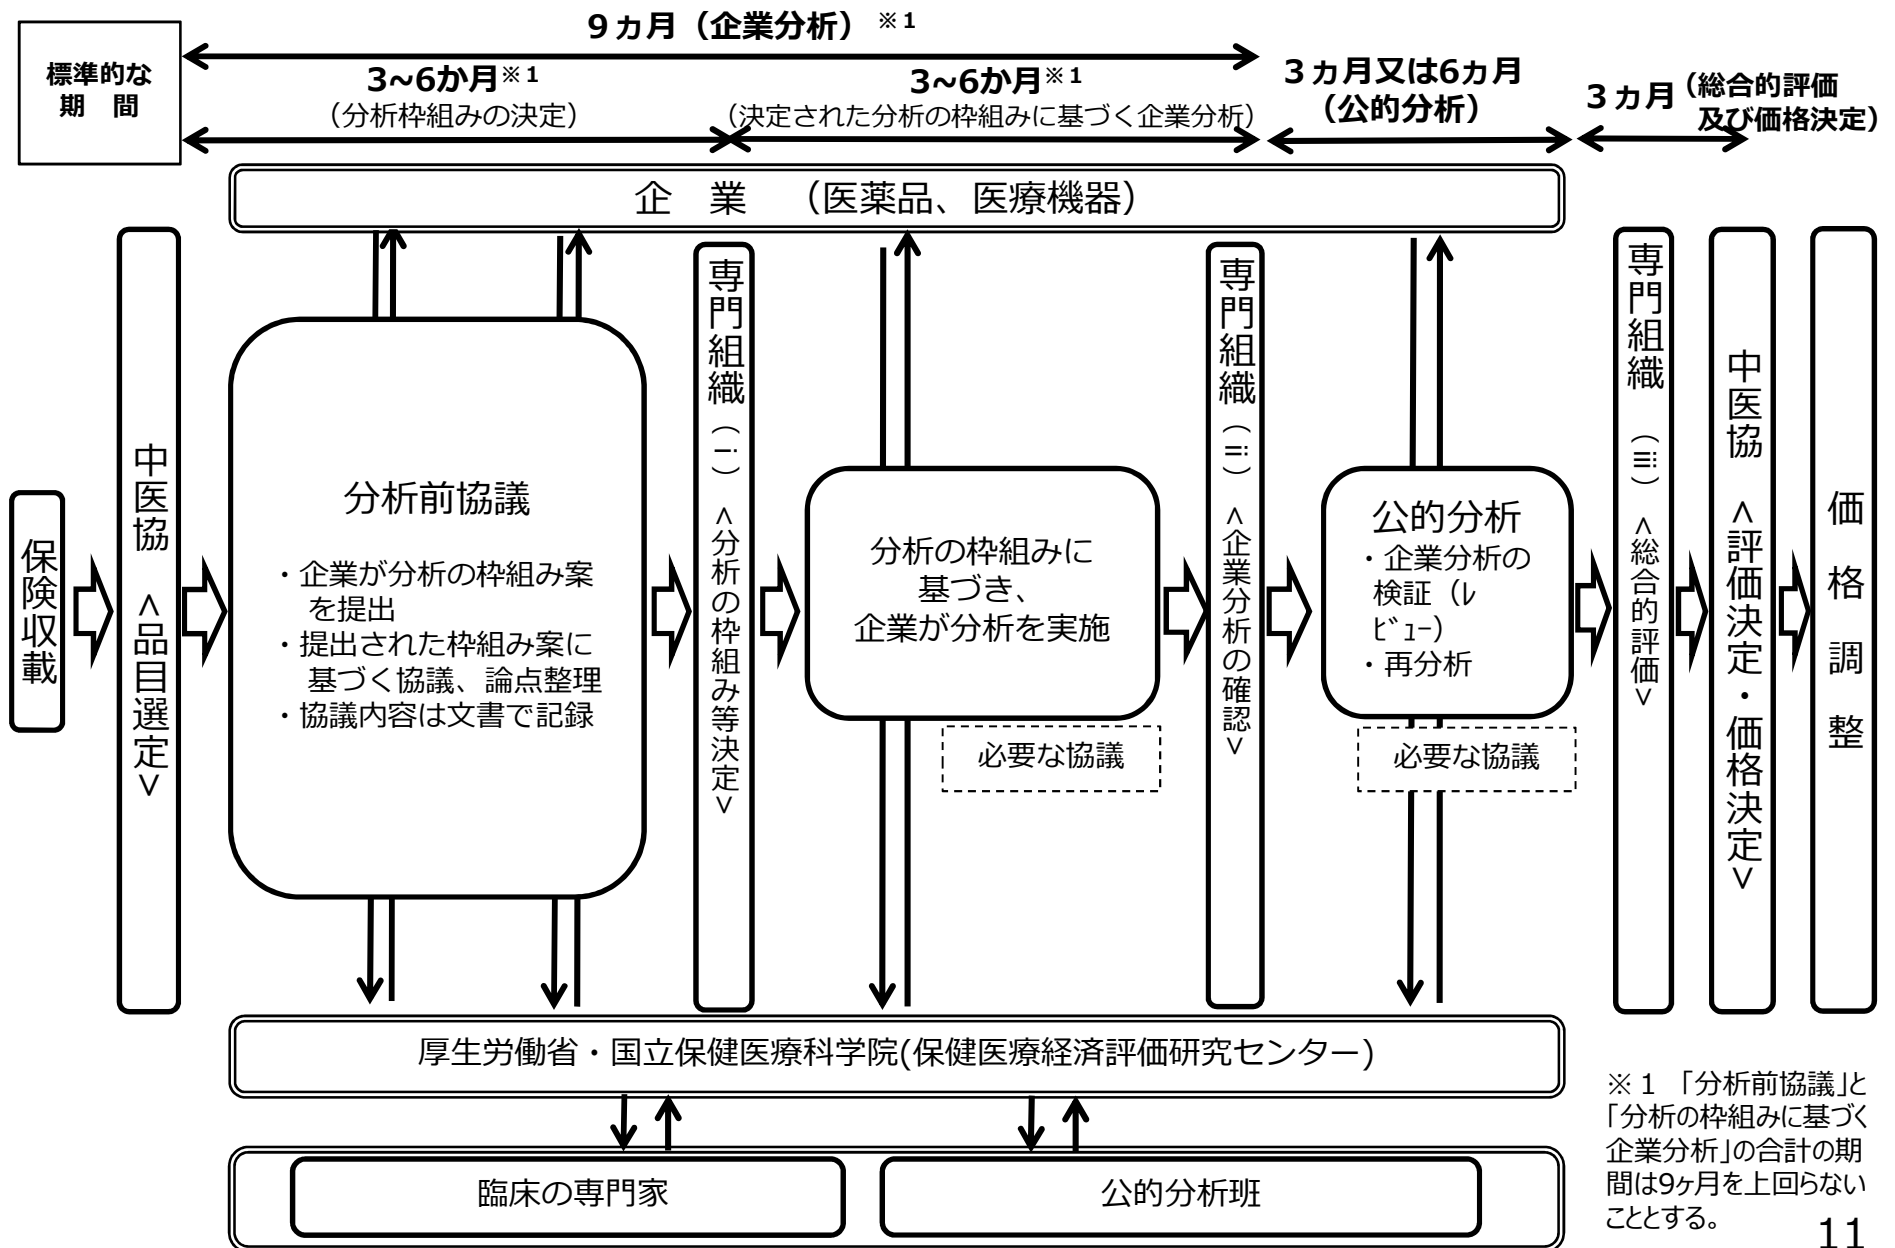 標準的な
期　間
９ヵ月（企業分析）※１
3~6か月※１
（分析枠組みの決定）
3~6か月※１
（決定された分析の枠組みに基づく企業分析）
３ヵ月又は6ヵ月
（公的分析）
３ヵ月（総合的評価
及び価格決定）
企　業　（医薬品、医療機器）
保険収載
中医協　<品目選定>
分析前協議
・企業が分析の枠組み案
を提出
・提出された枠組み案に
基づく協議、論点整理
・協議内容は文書で記録
専門組織（ⅰ）<分析の枠組み等決定>
分析の枠組みに
基づき、
企業が分析を実施
必要な協議
専門組織（ⅱ）<企業分析の確認>
公的分析
・企業分析の
検証（レ
ビュー）
・再分析
必要な協議
専門組織（ⅲ）<総合的評価>
中医協　<評価決定・価格決定>
価格調整
厚生労働省・国立保健医療科学院(保健医療経済評価研究センター)
臨床の専門家
公的分析班
※１　「分析前協議」と
「分析の枠組みに基づく
企業分析」の合計の期
間は9ヶ月を上回らない
こととする。
11